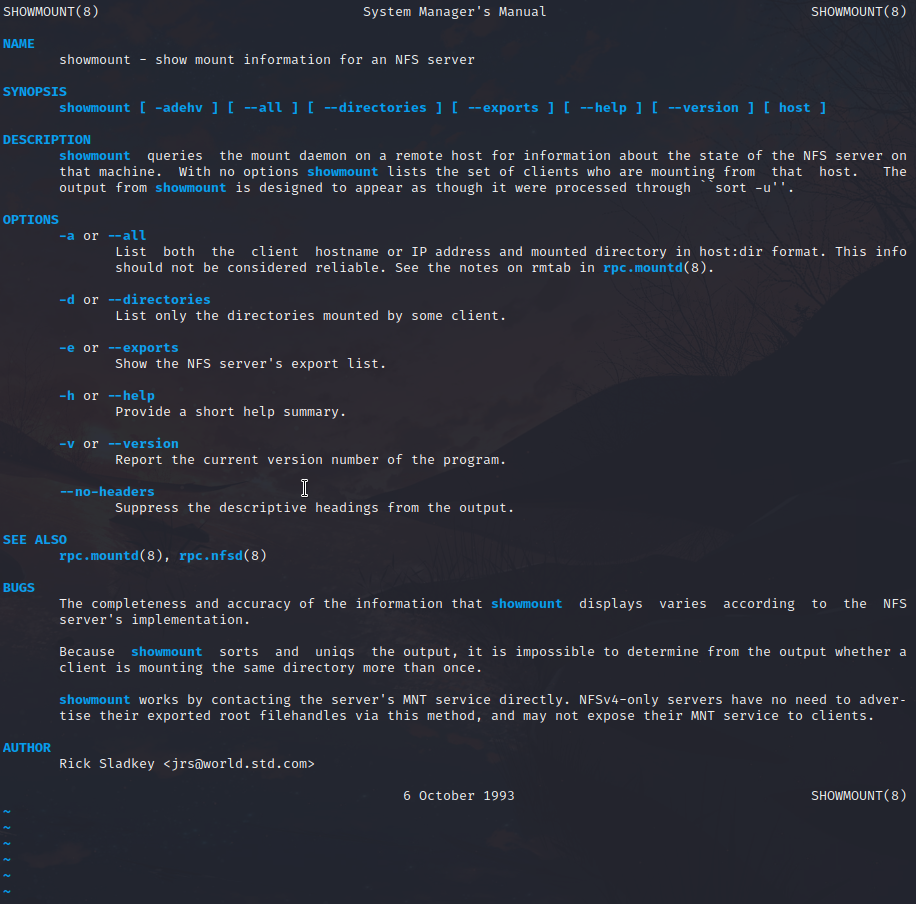 SHOWMOUNT(8) System Manager's Manual SHOWMOUNT(8)
NAME
showmount - show mount information for an NFS server
SYNOPSIS
showmount [ -adehv ] [ --all ] [ --directories ] [ --exports ] [ --help ] [ --version ] [ host ]
DESCRIPTION
showmount queries the mount daemon on a remote host for information about the state of the NFS server on
that machine. With no options showmount lists the set of clients who are mounting from that host. The
output from showmount is designed to appear as though it were processed through ``sort -u''.
OPTIONS
-a or --all
List both the client hostname or IP address and mounted directory in host:dir format. This info
should not be considered reliable. See the notes on rmtab in rpc.mountd(8).
-d or --directories
List only the directories mounted by some client.
-e or --exports
Show the NFS server's export list.
-h or --help
Provide a short help summary.
-v or --version
Report the current version number of the program.
--no-headers
Suppress the descriptive headings from the output.
SEE ALSO
rpc.mountd(8), rpc.nfsd(8)
BUGS
The completeness and accuracy of the information that showmount displays varies according to the NFS
server's implementation.
Because showmount sorts and uniqs the output, it is impossible to determine from the output whether a
client is mounting the same directory more than once.
showmount works by contacting the server's MNT service directly. NFSv4-only servers have no need to adver-
tise their exported root filehandles via this method, and may not expose their MNT service to clients.
AUTHOR
Rick Sladkey <jrs@world.std.com>
6 October 1993 SHOWMOUNT(8)
~
~
~
~
~
~